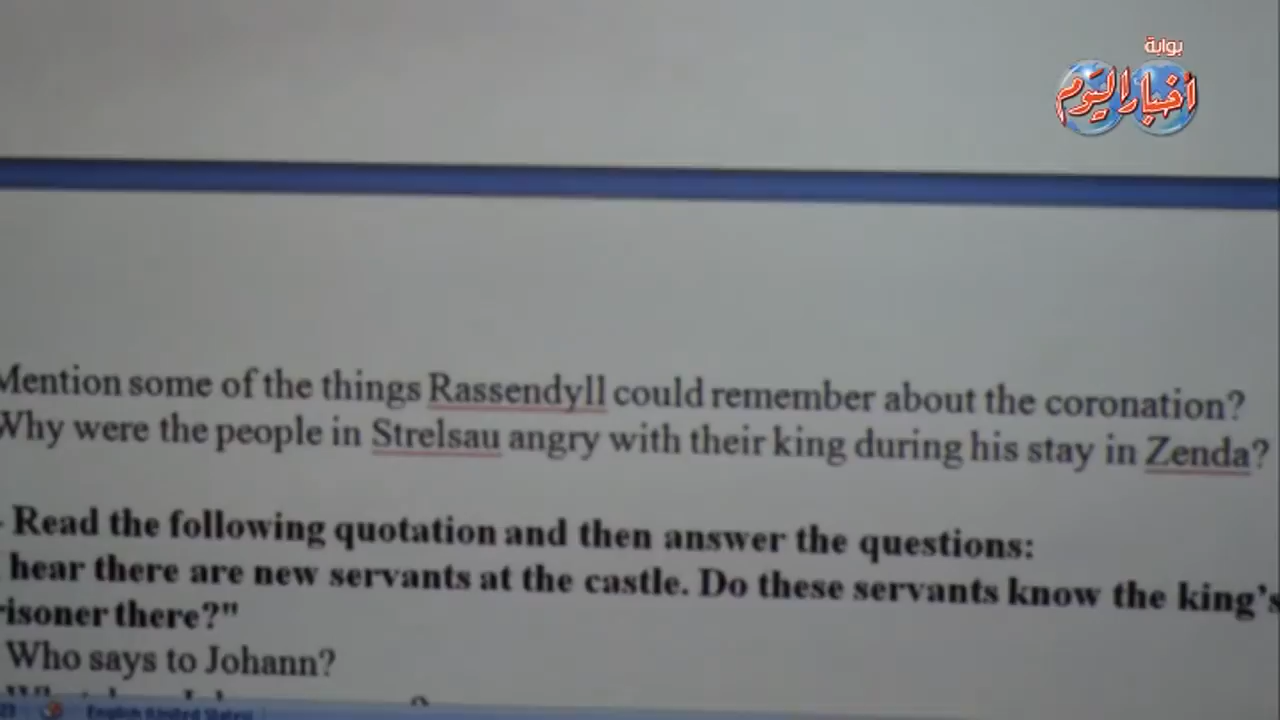 بوابة
أخبار اليوم
Mention some of the things Rassendyll could remember about the coronation?
Why were the people in Strelsau angry with their king during his stay in Zenda?
- Read the following quotation and then answer the questions:
hear there are new servants at the castle. Do these servants know the king's
risoner there?"
Who says to Johann?
English (United States)